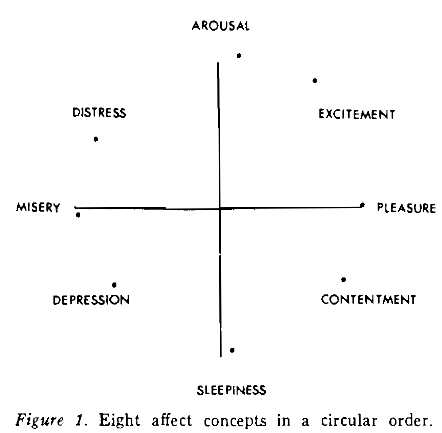 AROUSAL
DISTRESS
EXCITEMENT
MISERY
PLEASURE
DEPRESSION
CONTENTMENT
SLEEPINESS
Figure 1. Eight affect concepts in a circular order.